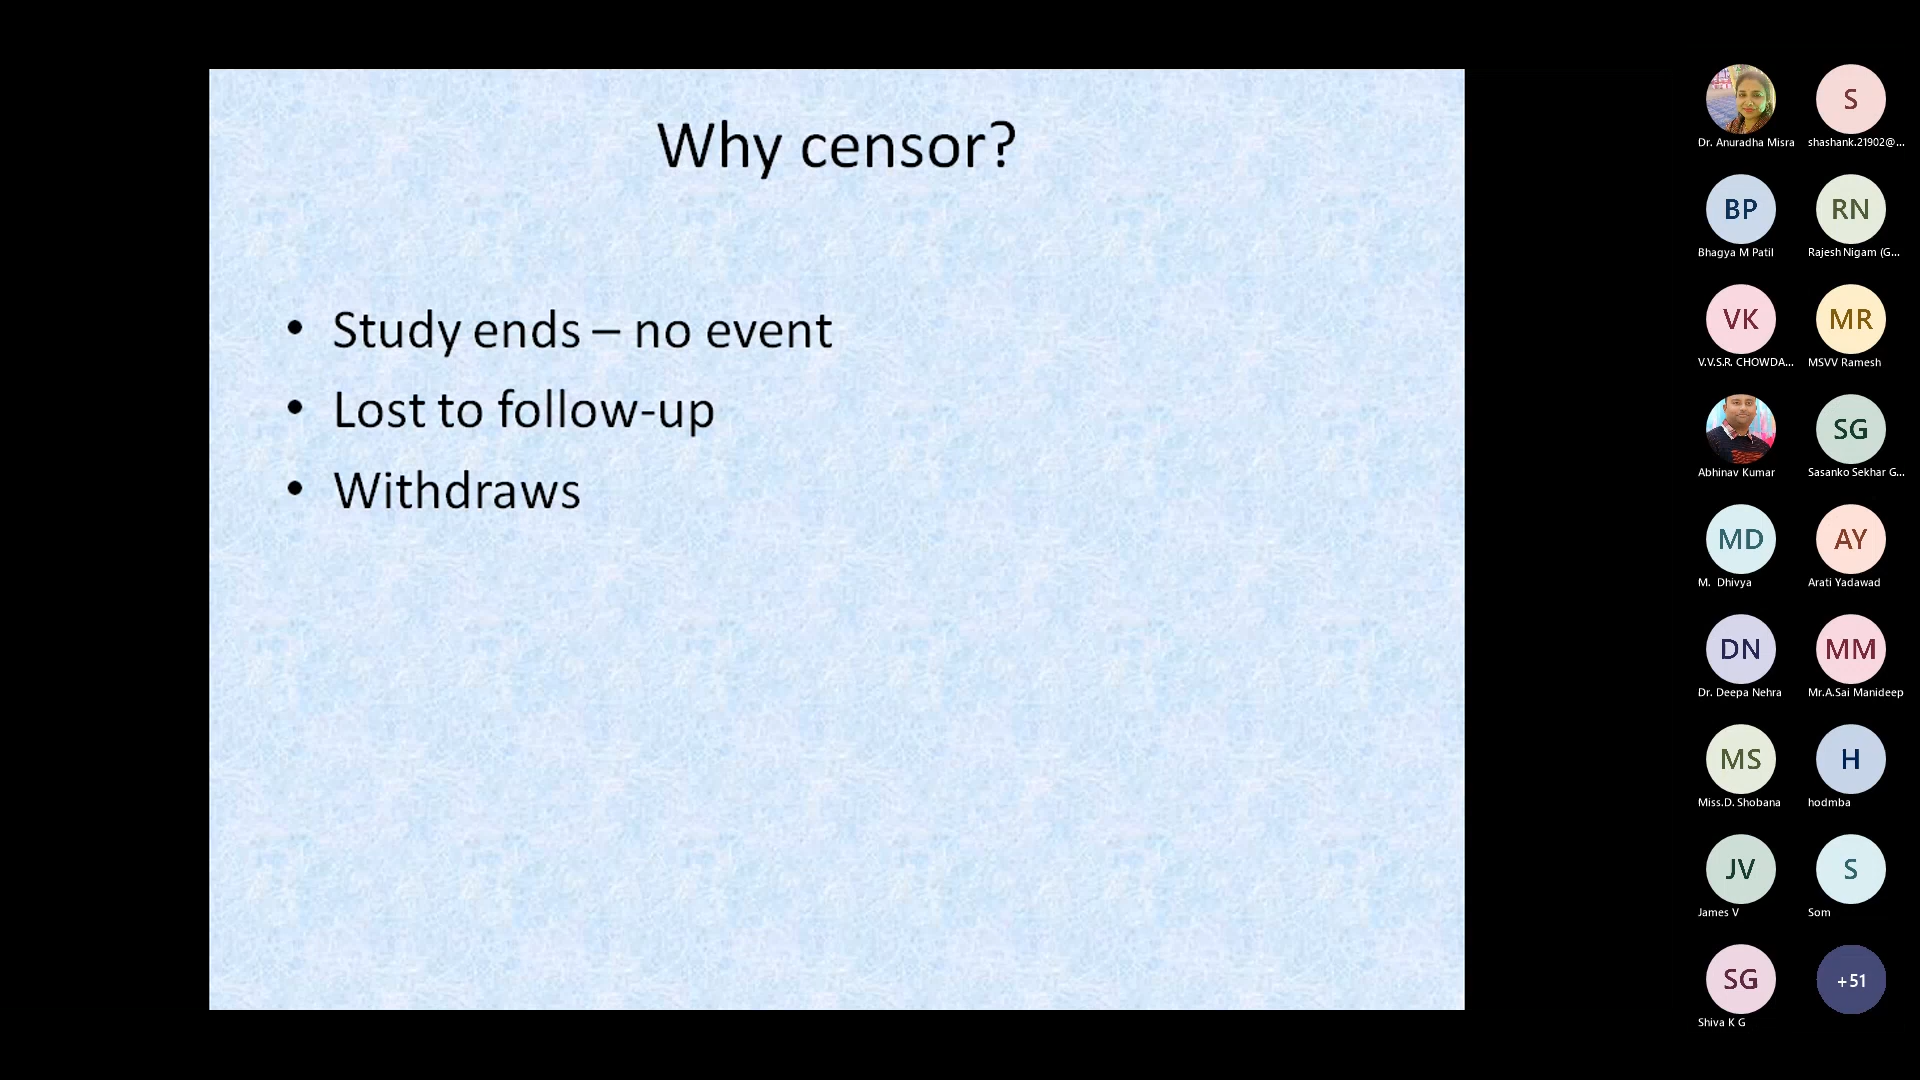 Why censor?
• Study ends – no event
• Lost to follow-up
• Withdraws
Dr. Anuradha Misra
S
shashank.21902@...
BP
Bhagya M Patil
RN
Rajesh Nigam (G...
VK
V.V.S.R. CHOWDA...
MR
MSVV Ramesh
Abhinav Kumar
SG
Sasanko Sekhar G...
MD
M. Dhivya
AY
Arati Yadawad
DN
Dr. Deepa Nehra
MM
Mr.A.Sai Manideep
MS
Miss.D. Shobana
H
hodmba
JV
James V
S
Som
SG
Shiva K G
+51